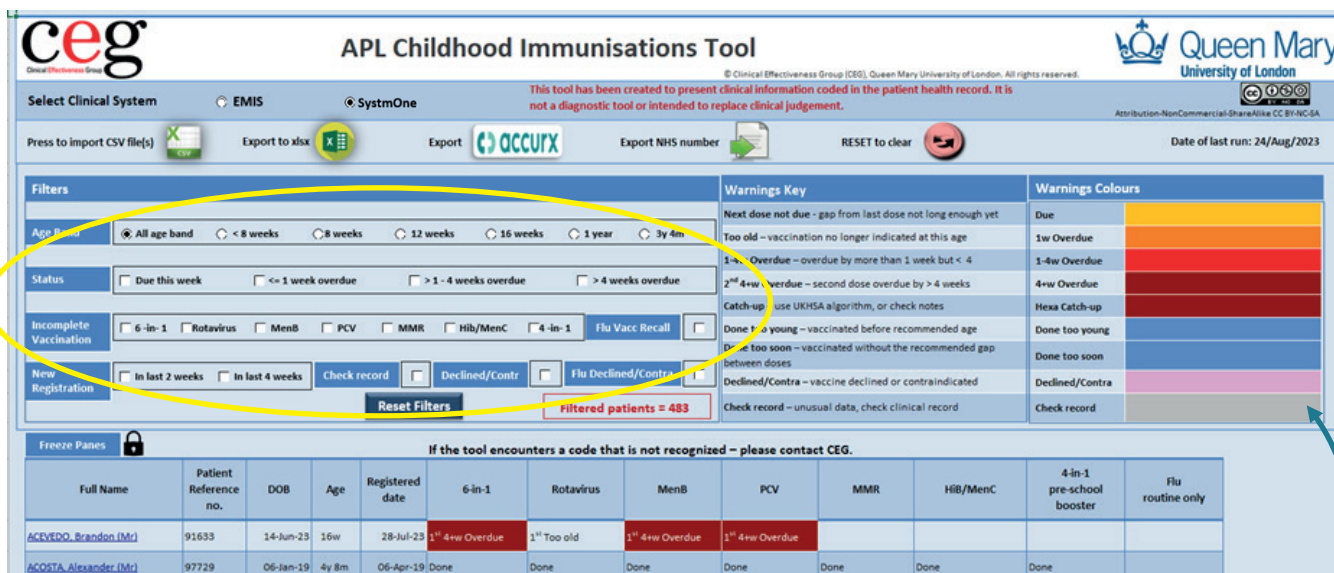 ceg
Clinical Effectiveness Group
APL Childhood Immunisations Tool
Queen Mary
University of London
© Clinical Effectiveness Group (CEG), Queen Mary University of London. All rights reserved.
Select Clinical System EMIS SystmOne
This tool has been created to present clinical information coded in the patient health record. It is
not a diagnostic tool or intended to replace clinical judgement.
cc BY NC SA
Attribution-NonCommercial-ShareAlike CC BY-NC-SA
Press to import CSV file(s) CSV Export to xlsx Export accurx Export NHS number RESET to clear Date of last run: 24/Aug/2023
Filters
Age Band All age band < 8 weeks 8 weeks 12 weeks 16 weeks 1 year 3y 4m
Status Due this week <= 1 week overdue > 1 - 4 weeks overdue > 4 weeks overdue
Incomplete
Vaccination
6 -in- 1 Rotavirus MenB PCV MMR Hib/MenC 4 -in- 1 Flu Vacc Recall
New
Registration
In last 2 weeks In last 4 weeks Check record Declined/Contr Flu Declined/Contra
Reset Filters Filtered patients = 483
Warnings Key
Next dose not due - gap from last dose not long enough yet
Too old – vaccination no longer indicated at this age
1-4w Overdue – overdue by more than 1 week but < 4
2nd 4+w Overdue – second dose overdue by > 4 weeks
Catch-up – use UKHSA algorithm, or check notes
Done too young – vaccinated before recommended age
Done too soon – vaccinated without the recommended gap
between doses
Declined/Contra – vaccine declined or contraindicated
Check record – unusual data, check clinical record
Warnings Colours
Due
1w Overdue
1-4w Overdue
4+w Overdue
Hexa Catch-up
Done too young
Done too soon
Declined/Contra
Check record
Freeze Panes
If the tool encounters a code that is not recognized – please contact CEG.
Full Name Patient Reference no. DOB Age Registered date 6-in-1 Rotavirus MenB PCV MMR HiB/MenC 4-in-1 pre-school booster Flu routine only
ACEVEDO, Brandon (Mr) 91633 14-Jun-23 16w 28-Jul-23 1st 4+w Overdue 1st Too old 1st 4+w Overdue 1st 4+w Overdue
ACOSTA, Alexander (Mr) 97729 06-Jan-19 4y 8m 06-Apr-19 Done Done Done Done Done Done Done